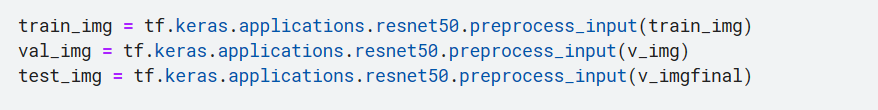 train_img = tf.keras.applications.resnet50.preprocess_input(train_img)
val_img = tf.keras.applications.resnet50.preprocess_input(v_img)
test_img = tf.keras.applications.resnet50.preprocess_input(v_imgfinal)